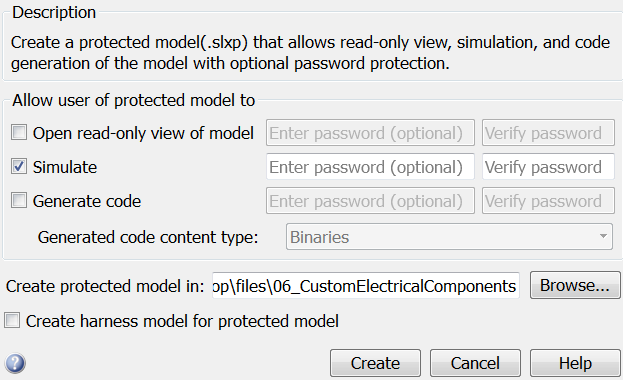 Description
Create a protected model(.slxp) that allows read-only view, simulation, and code
generation of the model with optional password protection.
Allow user of protected model to
Open read-only view of model Enter password (optional) Verify password
Simulate Enter password (optional) Verify password
Generate code Enter password (optional) Verify password
Generated code content type: Binaries
Create protected model in: op\files\06_CustomElectricalComponents Browse...
Create harness model for protected model
? Create Cancel Help